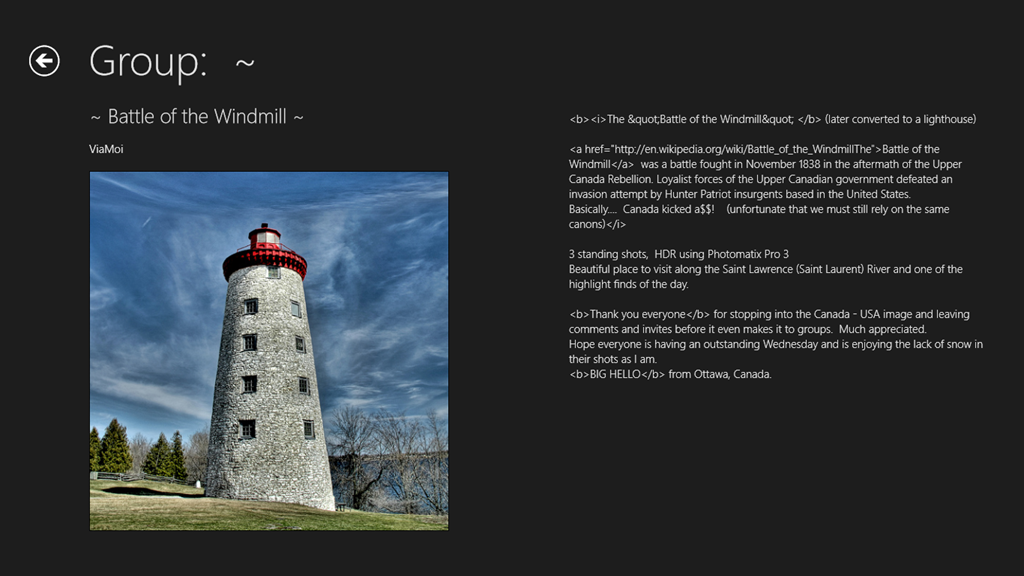 Group: ~
~ Battle of the Windmill ~
ViaMoi
<b><i>The &quot;Battle of the Windmill&quot; </b> (later converted to a lighthouse)
<a href="http://en.wikipedia.org/wiki/Battle_of_the_WindmillThe">Battle of the
Windmill</a>  was a battle fought in November 1838 in the aftermath of the Upper
Canada Rebellion. Loyalist forces of the Upper Canadian government defeated an
invasion attempt by Hunter Patriot insurgents based in the United States.
Basically....  Canada kicked a$$!    (unfortunate that we must still rely on the same
canons)</i>
3 standing shots,  HDR using Photomatix Pro 3
Beautiful place to visit along the Saint Lawrence (Saint Laurent) River and one of the
highlight finds of the day.
<b>Thank you everyone</b> for stopping into the Canada - USA image and leaving
comments and invites before it even makes it to groups.  Much appreciated.
Hope everyone is having an outstanding Wednesday and is enjoying the lack of snow in
their shots as I am.
<b>BIG HELLO</b> from Ottawa, Canada.